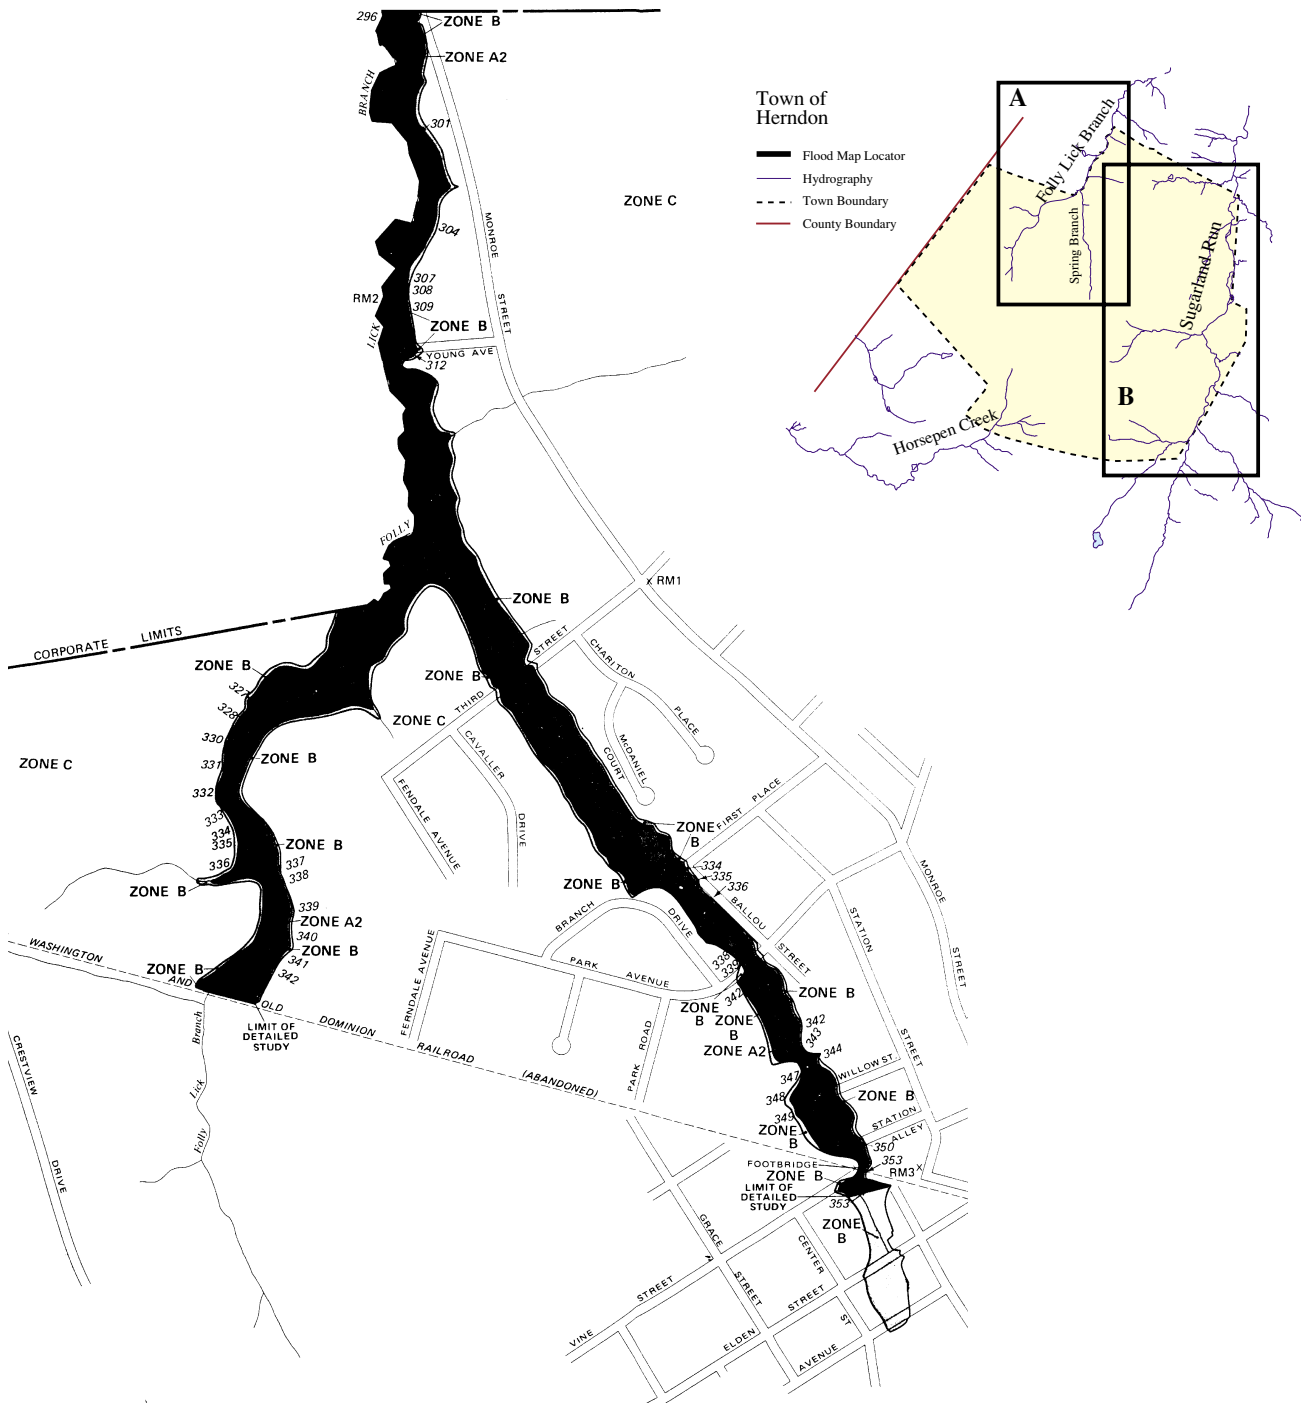 296
ZONE B
ZONE A2
BRANCH
301
304
MONROE
STREET
307
308
309
RM2
LICK
ZONE B
YOUNG AVE
312
ZONE C
Town of
Herndon
Flood Map Locator
Hydrography
Town Boundary
County Boundary
A
Folly Lick Branch
Spring Branch
Sugarland Run
B
Horsepen Creek
FOLLY
x RM1
ZONE B
CORPORATE LIMITS
STREET
THIRD
CHARLTON
PLACE
ZONE B
ZONE B
327
328
330
331
332
333
334
335
336
ZONE C
ZONE C
ZONE B
McDANIEL
COURT
CAVALLER
DRIVE
FENDALE AVENUE
FIRST PLACE
ZONE
B
334
335
336
BALLOU
STREET
ZONE B
337
338
339
ZONE A2
340
ZONE B
341
342
ZONE B
ZONE B
BRANCH
DRIVE
MONROE
STREET
STATION
STREET
WASHINGTON
AND
OLD
DOMINION
RAILROAD
(ABANDONED)
ZONE B
LIMIT OF
DETAILED
STUDY
FERNDALE AVENUE
PARK AVENUE
PARK ROAD
338
339
342
ZONE
B
ZONE
B
ZONE B
342
343
344
ZONE A2
347
348
349
ZONE
B
WILLOW ST
ZONE B
STATION
ALLEY
350
353
RM3 x
FOOTBRIDGE
ZONE B
LIMIT OF
DETAILED
STUDY
353
ZONE
B
Branch
Lick
Folly
CRESTVIEW
DRIVE
GRACE
STREET
CENTER
ST
VINE
STREET
ELDEN
STREET
AVENUE